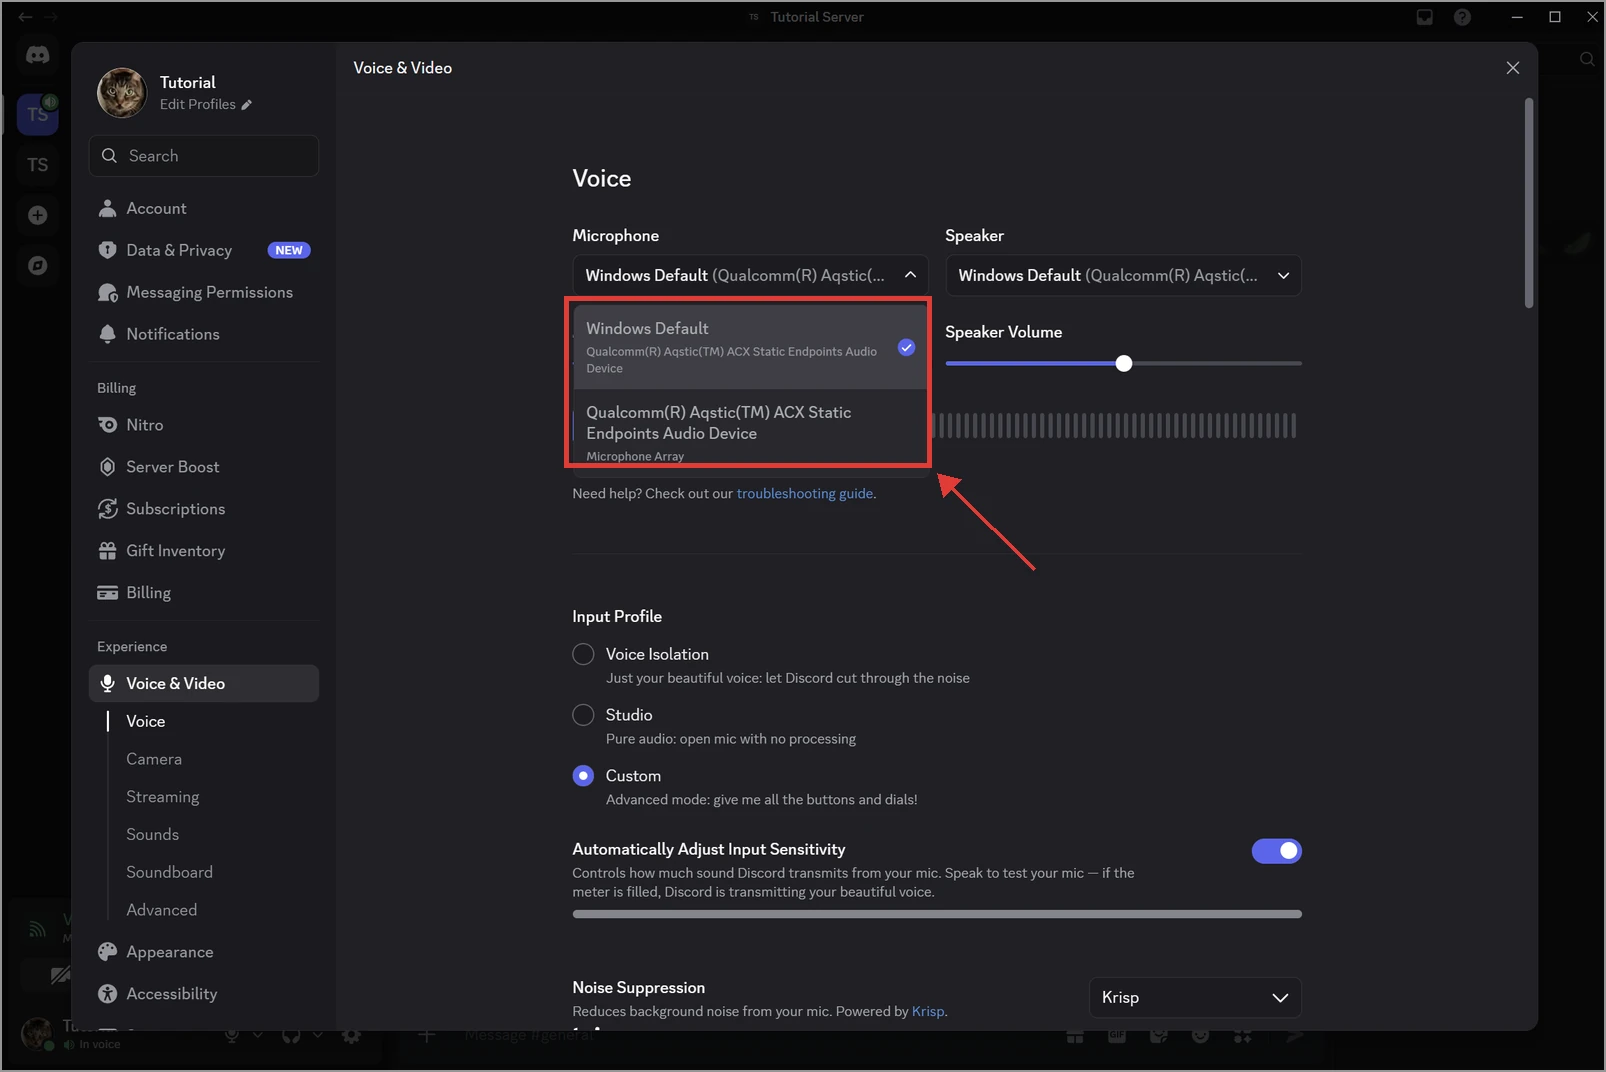 TS Tutorial Server
TS
TS
Tutorial
Edit Profiles
Search
Account
Data & Privacy NEW
Messaging Permissions
Notifications
Billing
Nitro
Server Boost
Subscriptions
Gift Inventory
Billing
Experience
Voice & Video
Voice
Camera
Streaming
Sounds
Soundboard
Advanced
Appearance
Accessibility
In voice
Voice & Video
Voice
Microphone
Windows Default (Qualcomm(R) Aqstic(...
Speaker
Windows Default (Qualcomm(R) Aqstic(...
Windows Default
Qualcomm(R) Aqstic(TM) ACX Static Endpoints Audio
Device
Qualcomm(R) Aqstic(TM) ACX Static
Endpoints Audio Device
Microphone Array
Speaker Volume
Need help? Check out our troubleshooting guide.
Input Profile
Voice Isolation
Just your beautiful voice: let Discord cut through the noise
Studio
Pure audio: open mic with no processing
Custom
Advanced mode: give me all the buttons and dials!
Automatically Adjust Input Sensitivity
Controls how much sound Discord transmits from your mic. Speak to test your mic — if the
meter is filled, Discord is transmitting your beautiful voice.
Noise Suppression
Reduces background noise from your mic. Powered by Krisp.
Krisp
Message #general
GIF